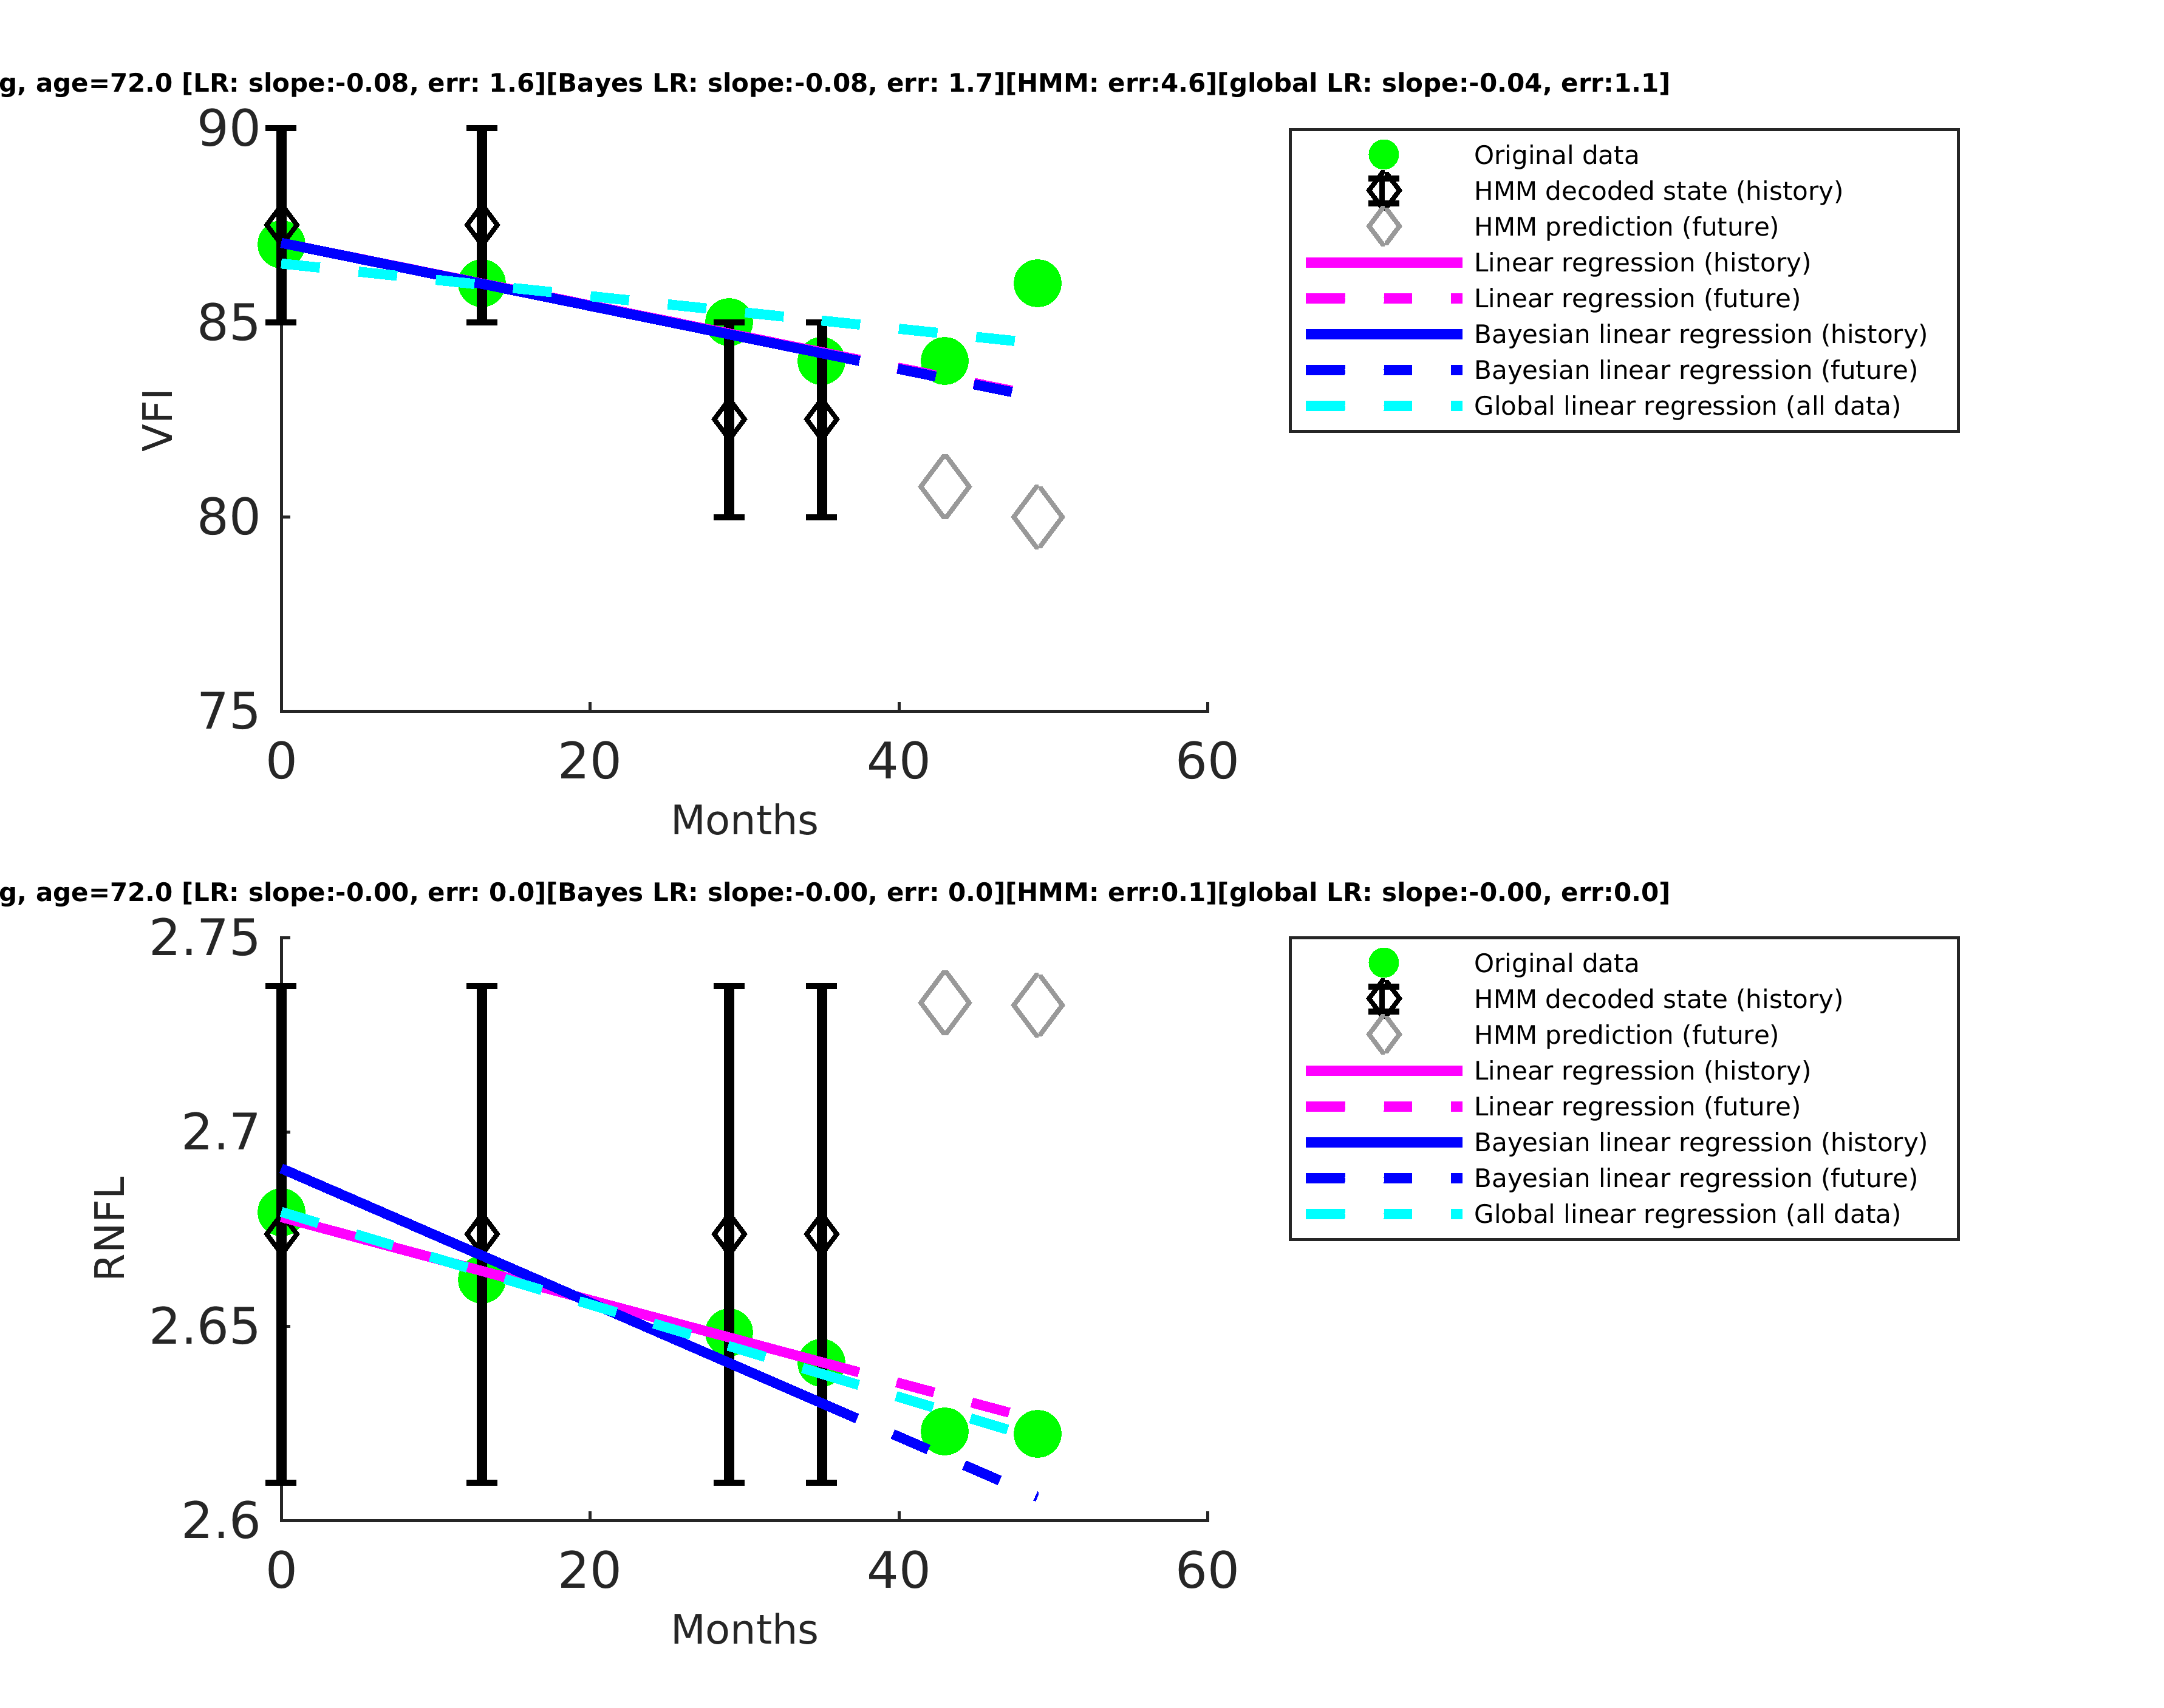 g, age=72.0 [LR: slope:-0.08, err: 1.6][Bayes LR: slope:-0.08, err: 1.7][HMM: err:4.6][global LR: slope:-0.04, err:1.1]
90
85
80
75
VFI
0 20 40 60
Months
Original data
HMM decoded state (history)
HMM prediction (future)
Linear regression (history)
Linear regression (future)
Bayesian linear regression (history)
Bayesian linear regression (future)
Global linear regression (all data)
g, age=72.0 [LR: slope:-0.00, err: 0.0][Bayes LR: slope:-0.00, err: 0.0][HMM: err:0.1][global LR: slope:-0.00, err:0.0]
2.75
2.7
2.65
2.6
RNFL
0 20 40 60
Months
Original data
HMM decoded state (history)
HMM prediction (future)
Linear regression (history)
Linear regression (future)
Bayesian linear regression (history)
Bayesian linear regression (future)
Global linear regression (all data)